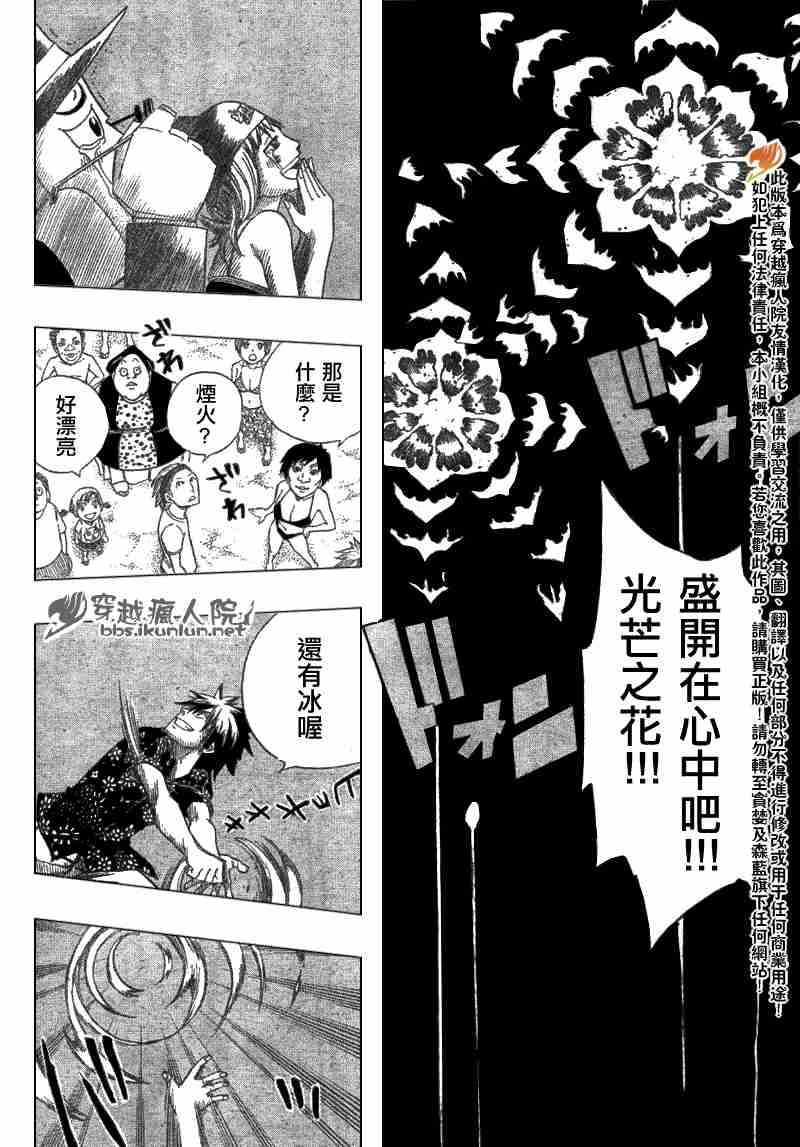 此版本爲穿越瘋人院友情漢化，僅供學習交流之用，其圖、翻譯以及任何部分不得進行修改或用于任何商業用途！
如犯上任何法律責任，本小組概不負責。若您喜歡此作品，請購買正版！請勿轉至貪婪及森藍旗下任何網站！
ドォン
ドォン
盛開在心中吧!!!
光芒之花!!!
那是
什麼？
煙火？
好漂亮
ざわ
ざわ
穿越瘋人院
bbs.ikunlun.net
還有冰喔
ヒョオオオ